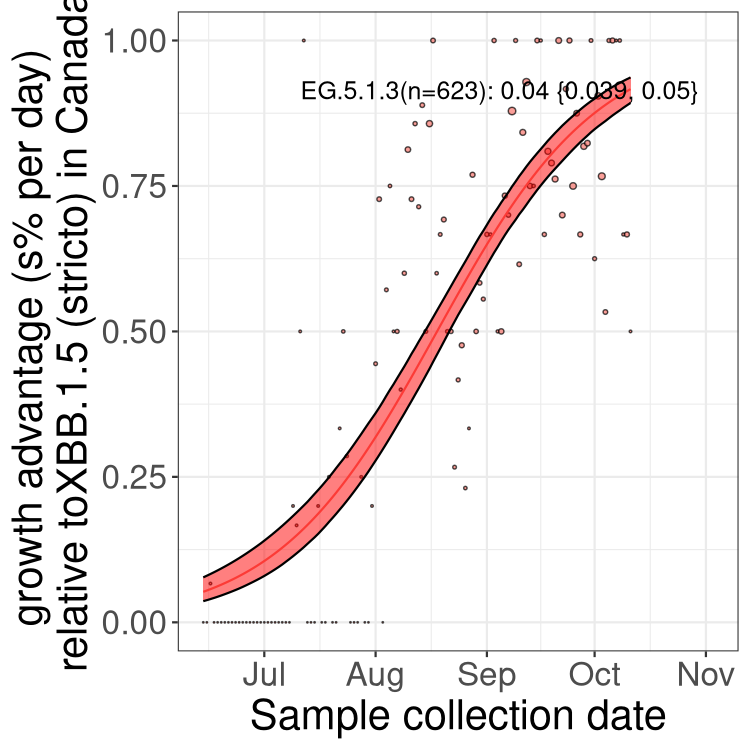 growth advantage (s% per day)
relative toXBB.1.5 (stricto) in Canada
1.00
0.75
0.50
0.25
0.00
EG.5.1.3(n=623): 0.04 {0.039, 0.05}
Jul Aug Sep Oct Nov
Sample collection date